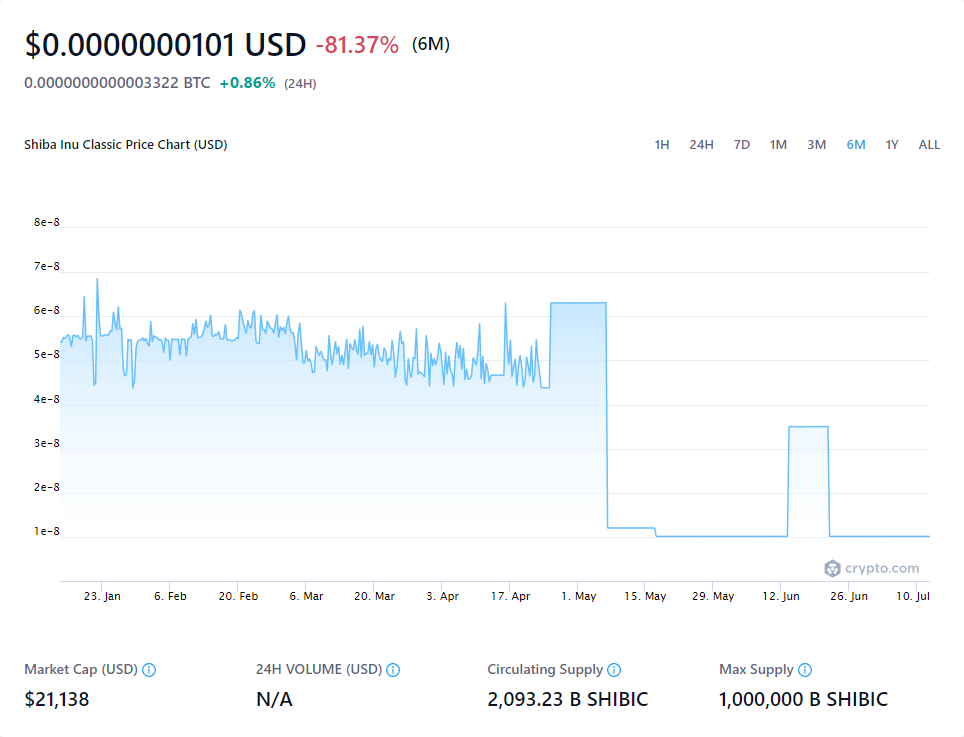 $0.0000000101 USD -81.37% (6M)
0.0000000000003322 BTC +0.86% (24H)
Shiba Inu Classic Price Chart (USD)
1H 24H 7D 1M 3M 6M 1Y ALL
8e-8
7e-8
6e-8
5e-8
4e-8
3e-8
2e-8
1e-8
crypto.com
23. Jan 6. Feb 20. Feb 6. Mar 20. Mar 3. Apr 17. Apr 1. May 15. May 29. May 12. Jun 26. Jun 10. Jul
Market Cap (USD) 24H VOLUME (USD) Circulating Supply Max Supply
$21,138 N/A 2,093.23 B SHIBIC 1,000,000 B SHIBIC